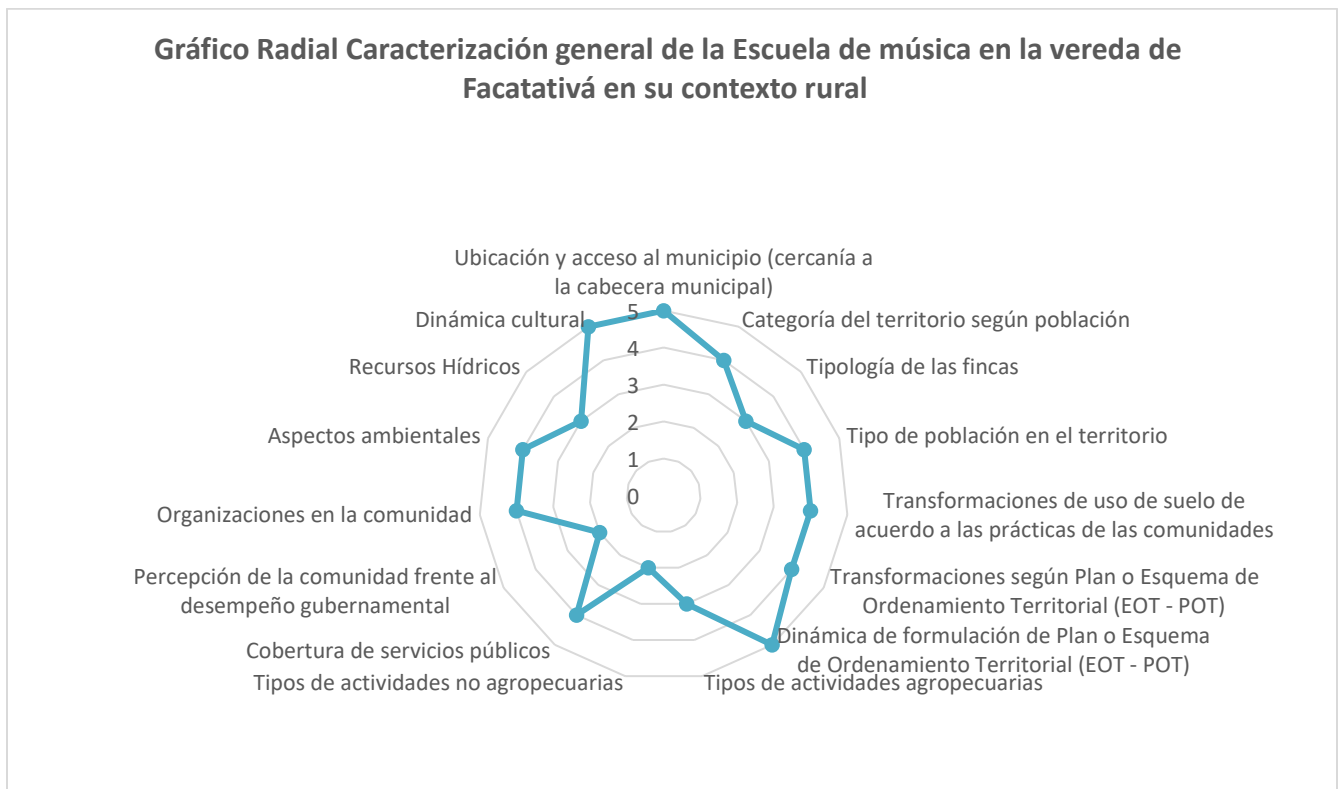 Gráfico Radial Caracterización general de la Escuela de música en la vereda de
Facatativá en su contexto rural
Ubicación y acceso al municipio (cercanía a
la cabecera municipal)
Categoría del territorio según población
Tipología de las fincas
Tipo de población en el territorio
Transformaciones de uso de suelo de
acuerdo a las prácticas de las comunidades
Transformaciones según Plan o Esquema de
Ordenamiento Territorial (EOT - POT)
Dinámica de formulación de Plan o Esquema
de Ordenamiento Territorial (EOT - POT)
Tipos de actividades agropecuarias
Tipos de actividades no agropecuarias
Cobertura de servicios públicos
Percepción de la comunidad frente al
desempeño gubernamental
Organizaciones en la comunidad
Aspectos ambientales
Recursos Hídricos
Dinámica cultural
5
4
3
2
1
0